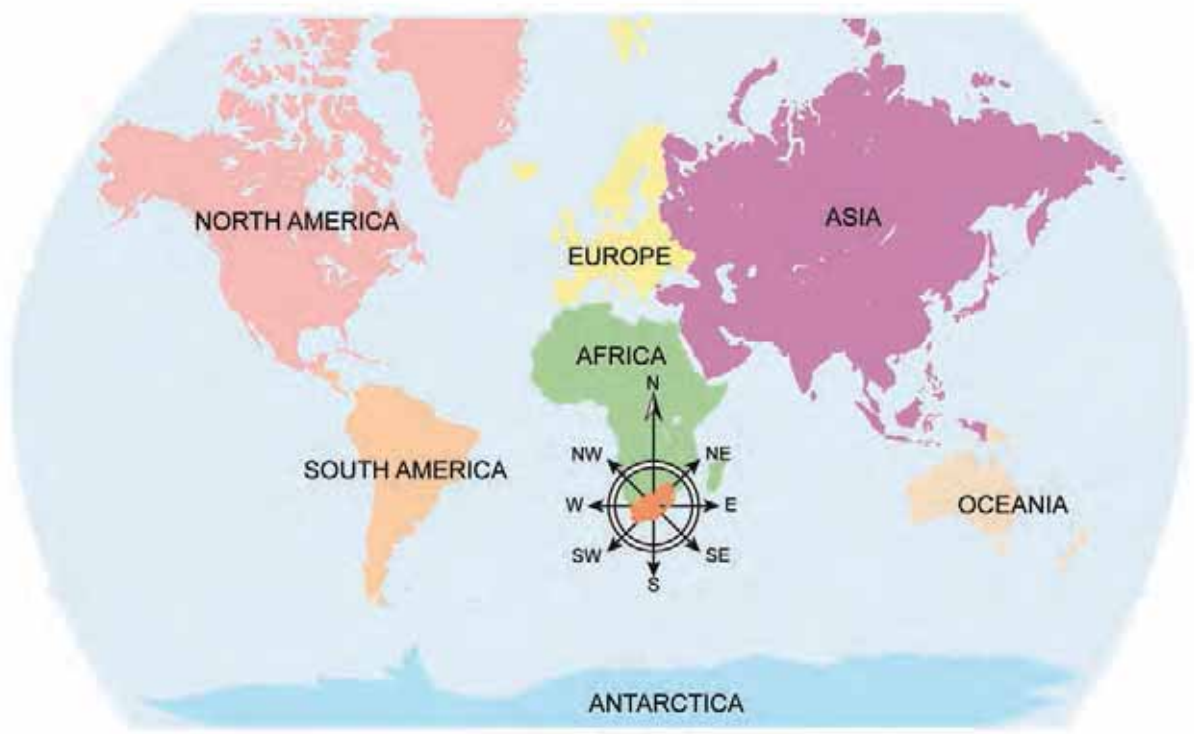 NORTH AMERICA
ASIA
EUROPE
AFRICA
N
NW
NE
SOUTH AMERICA
W
E
OCEANIA
SW
SE
S
ANTARCTICA